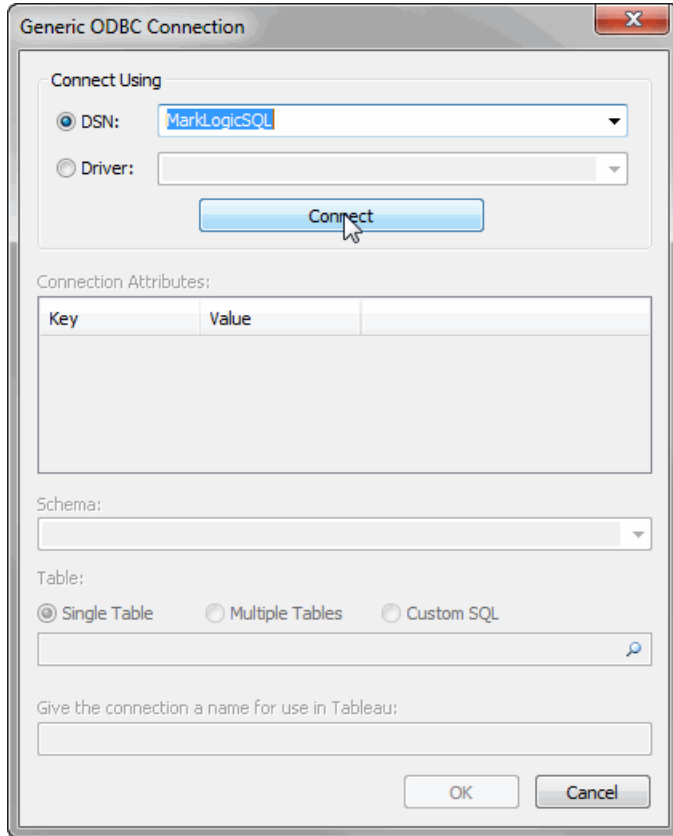 Generic ODBC Connection
x
Connect Using
DSN: MarkLogicSQL
Driver:
Connect
Connection Attributes:
Key Value
Schema:
Table:
Single Table Multiple Tables Custom SQL
Give the connection a name for use in Tableau:
OK Cancel